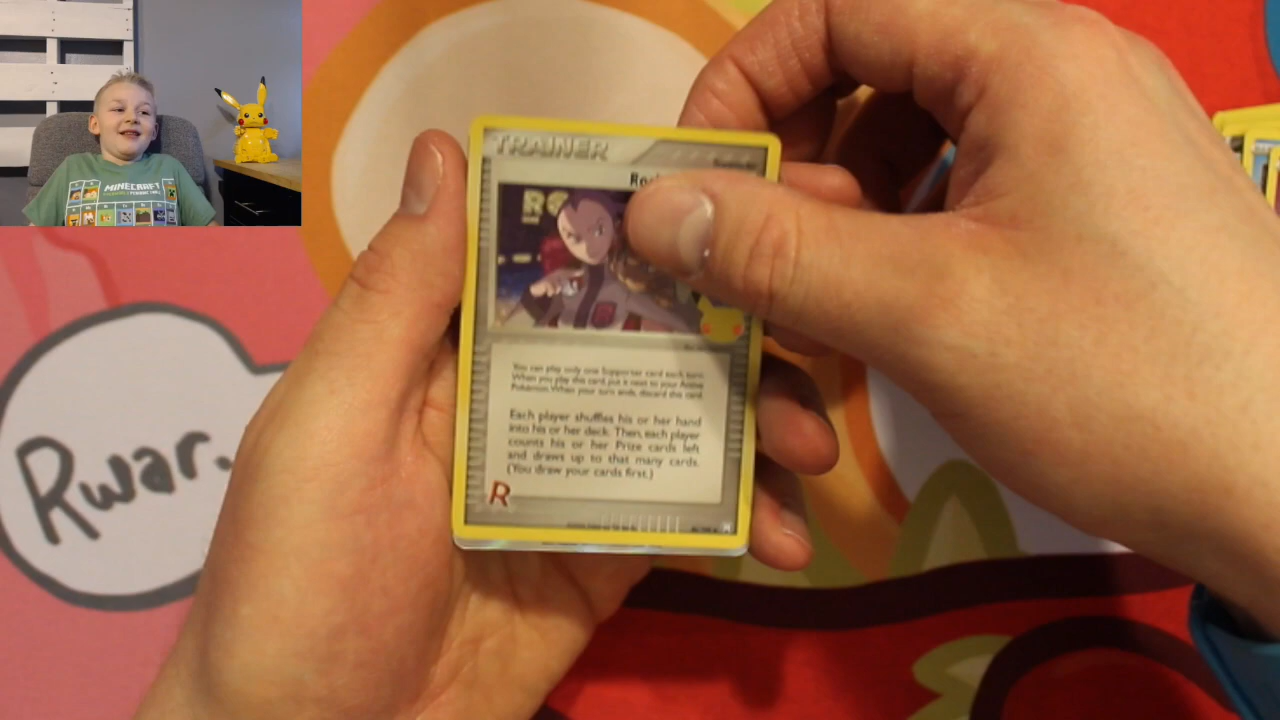 MINECRAFT
TRAINER
RO
You can play only one Supporter card each turn.
When you play this card, put it next to your Active
Pokémon. When your turn ends, discard this card.
Each player shuffles his or her hand
into his or her deck. Then, each player
counts his or her Prize cards left
and draws up to that many cards.
(You draw your cards first.)
R
Rwar.